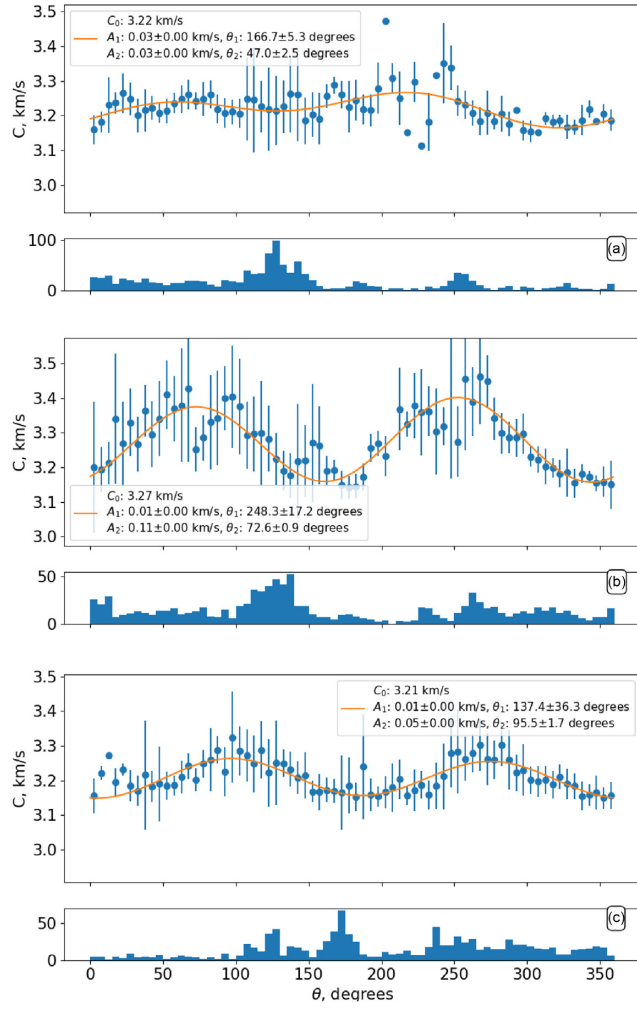 3.5
3.4
3.3
3.2
3.1
3.0
C, km/s
C₀: 3.22 km/s
A₁: 0.03±0.00 km/s, θ₁: 166.7±5.3 degrees
A₂: 0.03±0.00 km/s, θ₂: 47.0±2.5 degrees
100
0
(a)
3.5
3.4
3.3
3.2
3.1
3.0
C, km/s
C₀: 3.27 km/s
A₁: 0.01±0.00 km/s, θ₁: 248.3±17.2 degrees
A₂: 0.11±0.00 km/s, θ₂: 72.6±0.9 degrees
50
0
(b)
3.5
3.4
3.3
3.2
3.1
3.0
C, km/s
C₀: 3.21 km/s
A₁: 0.01±0.00 km/s, θ₁: 137.4±36.3 degrees
A₂: 0.05±0.00 km/s, θ₂: 95.5±1.7 degrees
50
0
(c)
0 50 100 150 200 250 300 350
θ, degrees